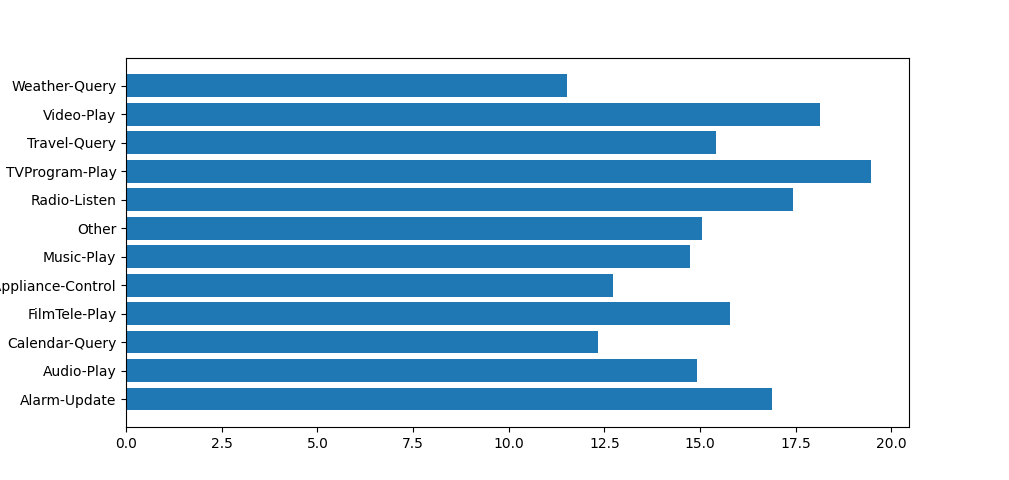 Weather-Query
Video-Play
Travel-Query
TVProgram-Play
Radio-Listen
Other
Music-Play
ppliance-Control
FilmTele-Play
Calendar-Query
Audio-Play
Alarm-Update
0.0 2.5 5.0 7.5 10.0 12.5 15.0 17.5 20.0